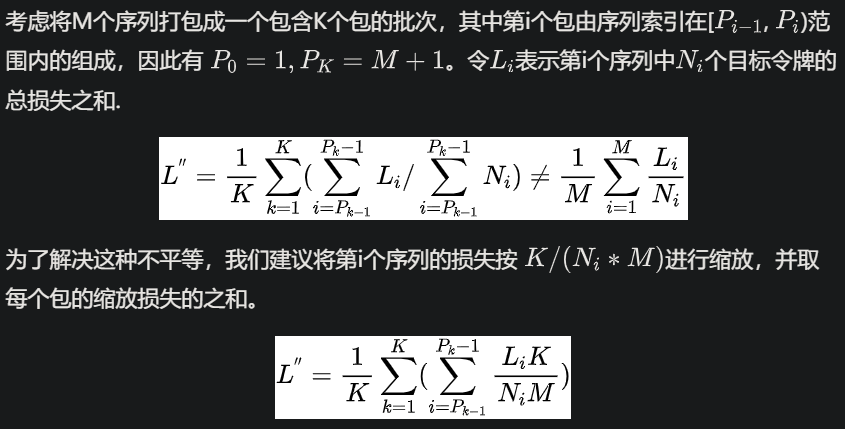 考虑将M个序列打包成一个包含K个包的批次，其中第i个包由序列索引在[P_{i-1}, P_i)范
围内的组成，因此有 P_0 = 1, P_K = M + 1。令L_i表示第i个序列中N_i个目标令牌的
总损失之和.
L'' = \frac{1}{K} \sum_{k=1}^{K} ( \sum_{i=P_{k-1}}^{P_k-1} L_i / \sum_{i=P_{k-1}}^{P_k-1} N_i ) ≠ \frac{1}{M} \sum_{i=1}^{M} \frac{L_i}{N_i}
为了解决这种不平等，我们建议将第i个序列的损失按 K/(N_i * M)进行缩放，并取
每个包的缩放损失的之和。
L'' = \frac{1}{K} \sum_{k=1}^{K} ( \sum_{i=P_{k-1}}^{P_k-1} \frac{L_i K}{N_i M} )